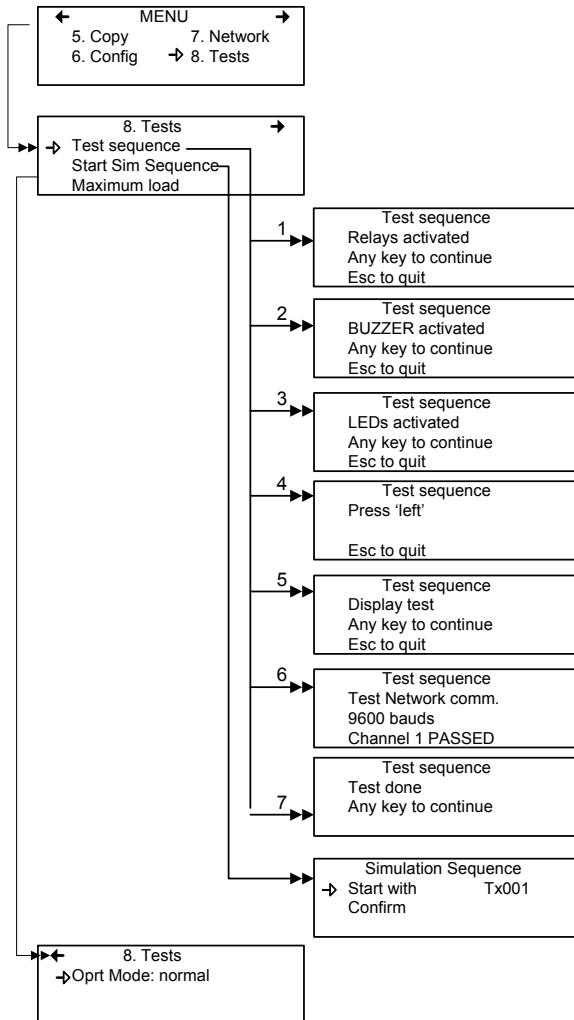 MENU
5. Copy 7. Network
6. Config 8. Tests
8. Tests
Test sequence
Start Sim Sequence
Maximum load
1
Test sequence
Relays activated
Any key to continue
Esc to quit
2
Test sequence
BUZZER activated
Any key to continue
Esc to quit
3
Test sequence
LEDs activated
Any key to continue
Esc to quit
4
Test sequence
Press ‘left’
Esc to quit
5
Test sequence
Display test
Any key to continue
Esc to quit
6
Test sequence
Test Network comm.
9600 bauds
Channel 1 PASSED
7
Test sequence
Test done
Any key to continue
Simulation Sequence
Start with Tx001
Confirm
8. Tests
Oprt Mode: normal